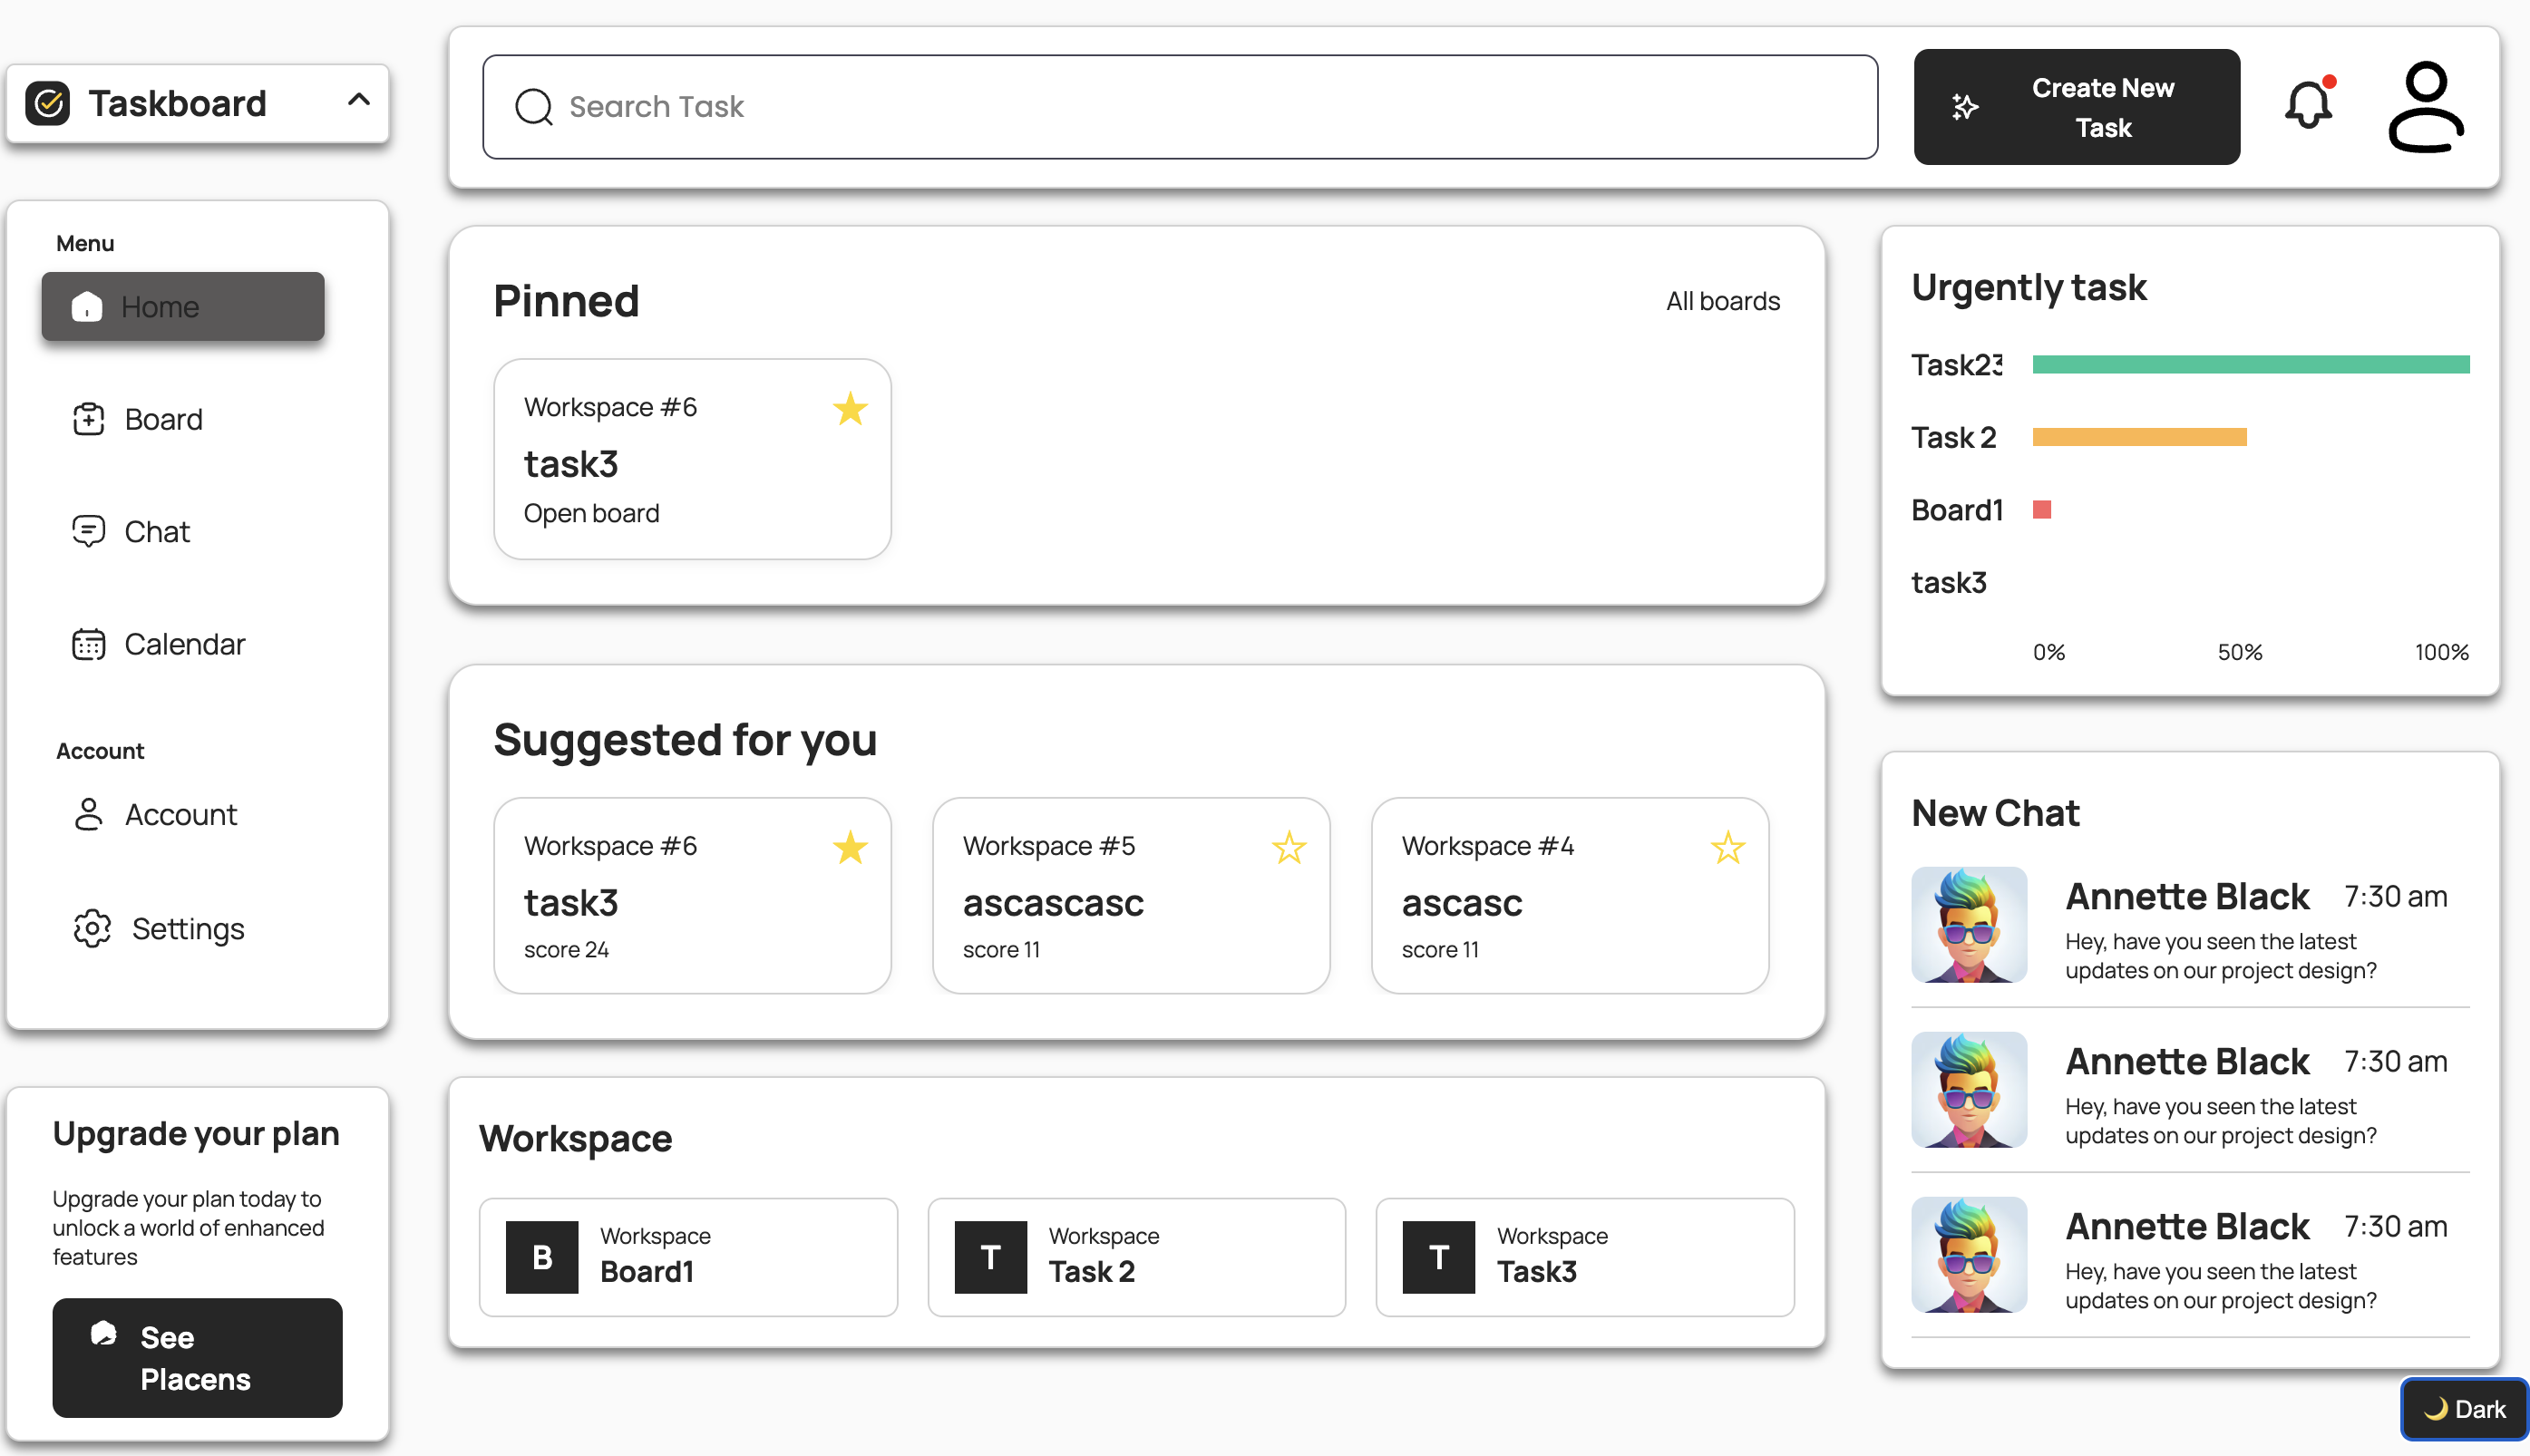 Taskboard
Menu
Home
Board
Chat
Calendar
Account
Account
Settings
Upgrade your plan
Upgrade your plan today to
unlock a world of enhanced
features
See
Placens
Search Task
Create New
Task
Pinned
All boards
Workspace #6
task3
Open board
Suggested for you
Workspace #6
task3
score 24
Workspace #5
ascascasc
score 11
Workspace #4
ascasc
score 11
Workspace
B
Workspace
Board1
T
Workspace
Task 2
T
Workspace
Task3
Urgently task
Task23
Task 2
Board1
task3
0% 50% 100%
New Chat
Annette Black 7:30 am
Hey, have you seen the latest
updates on our project design?
Annette Black 7:30 am
Hey, have you seen the latest
updates on our project design?
Annette Black 7:30 am
Hey, have you seen the latest
updates on our project design?
🌙 Dark